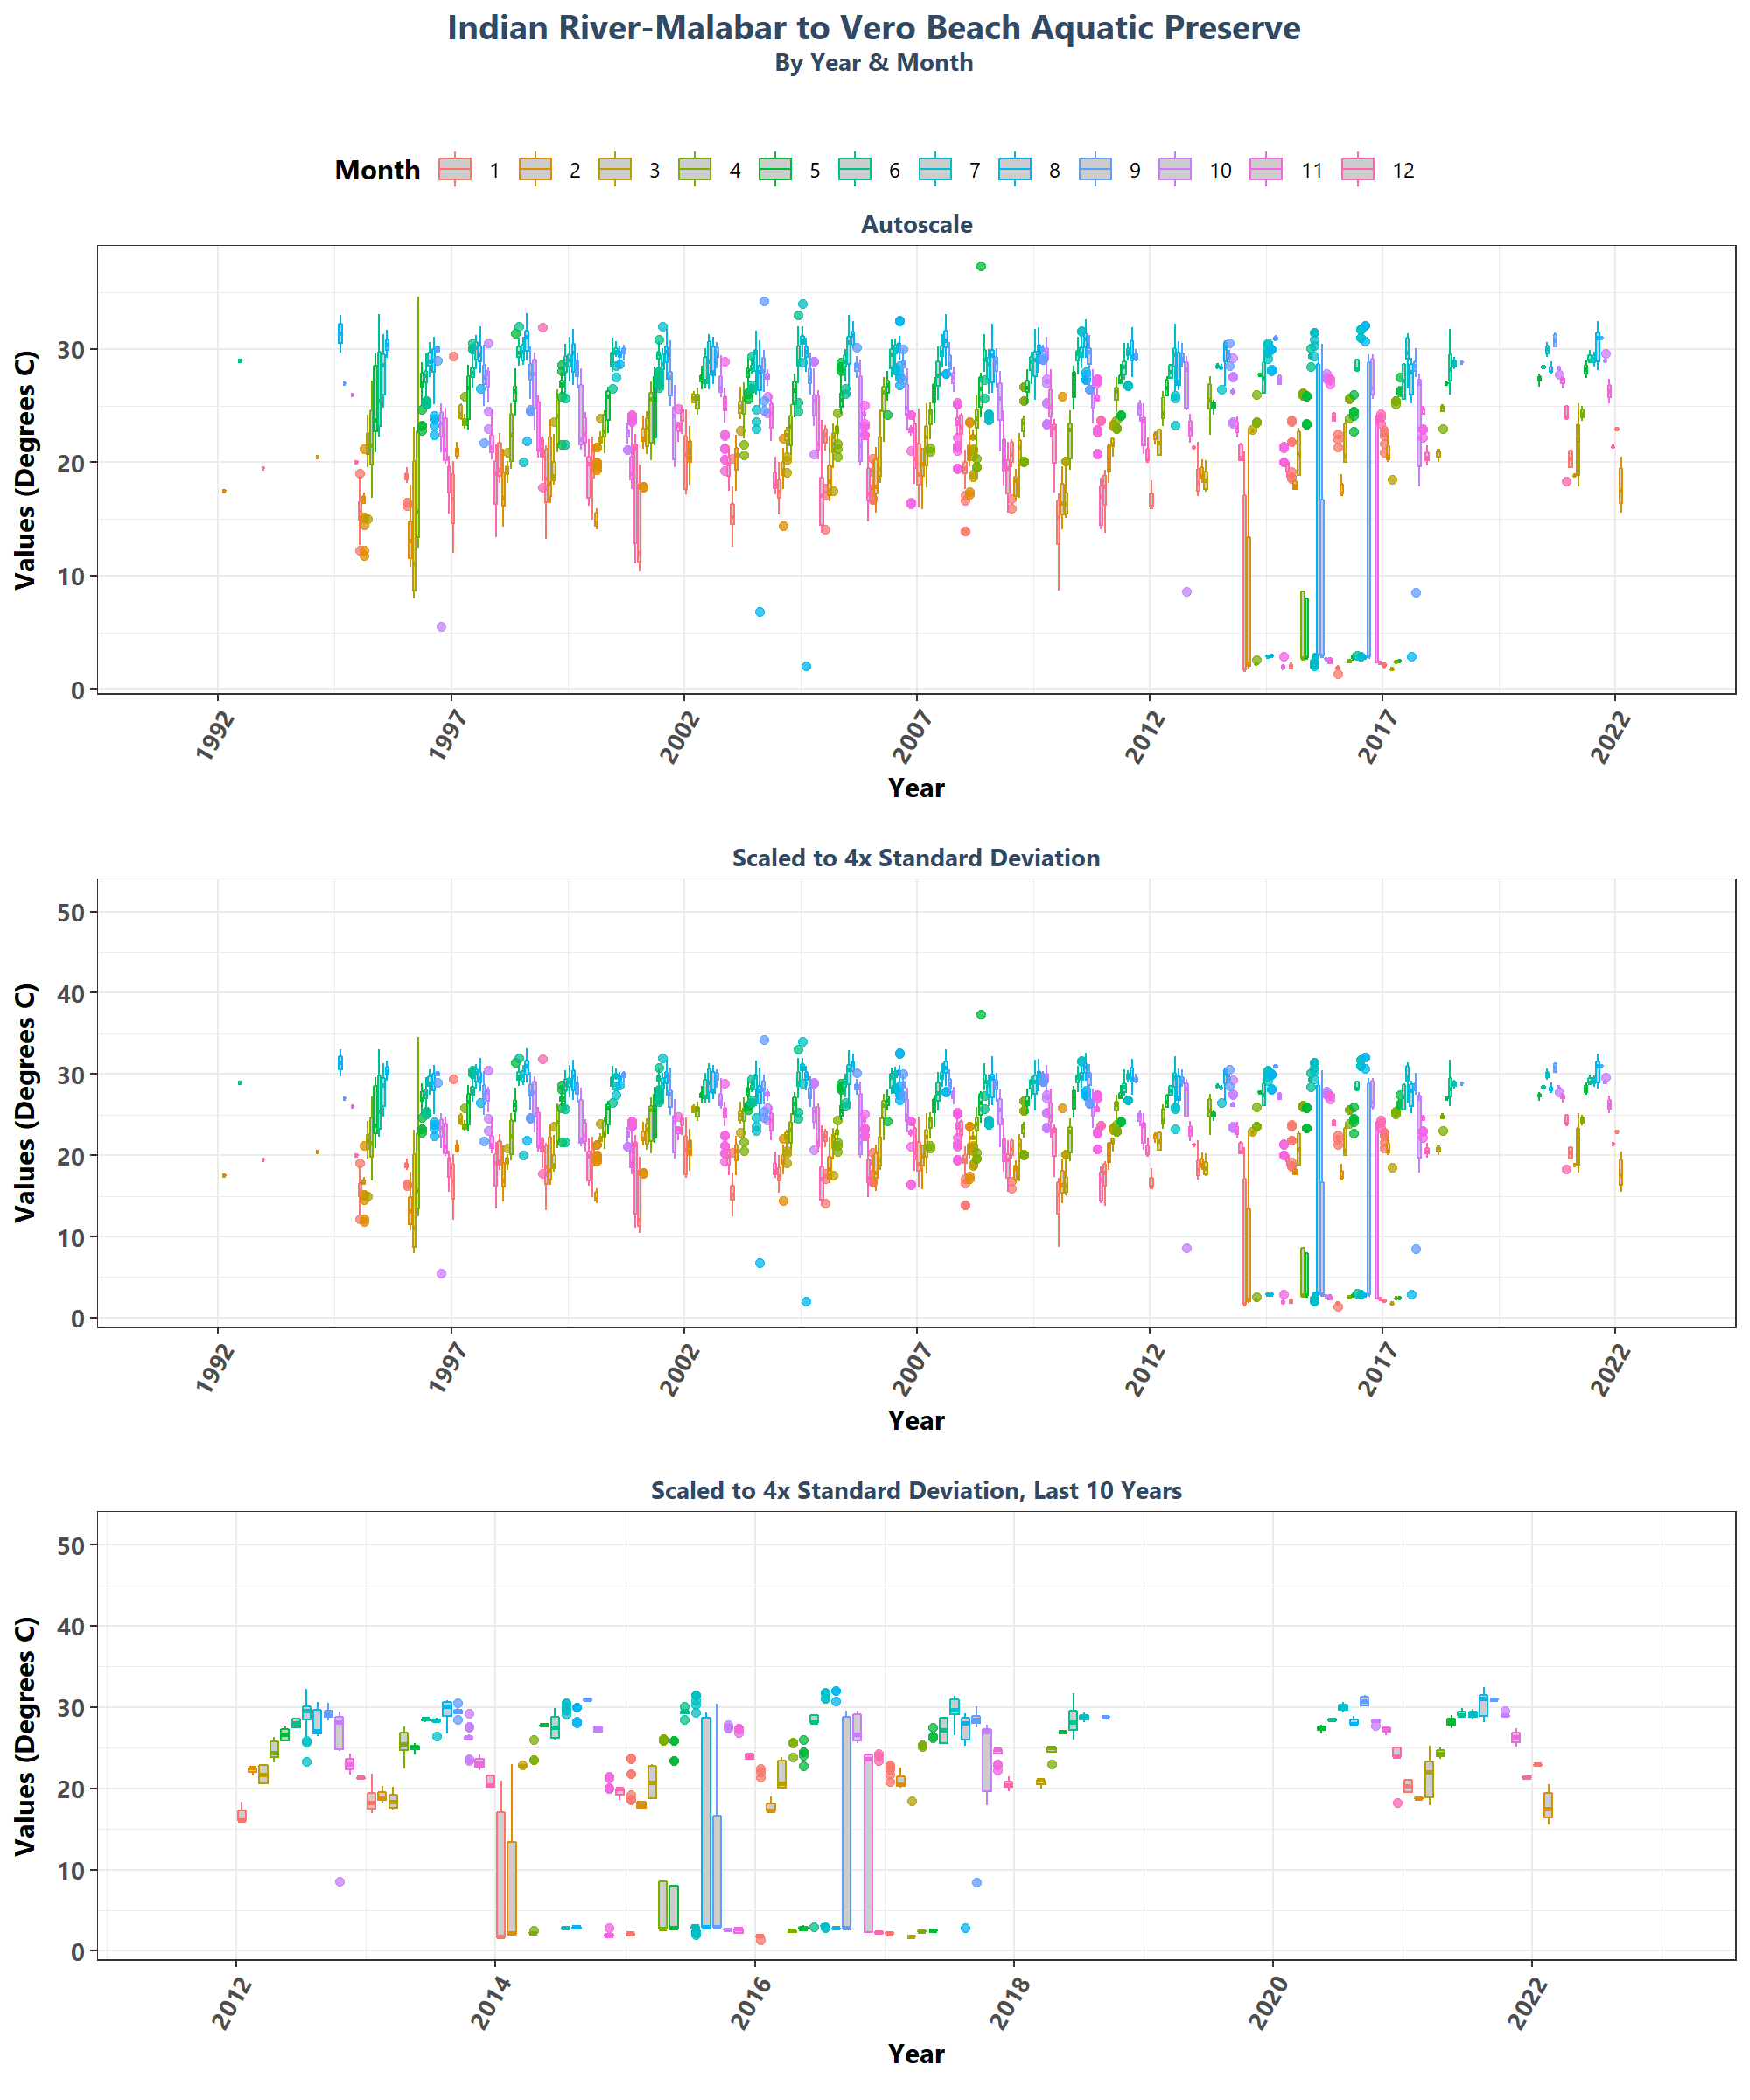 Indian River-Malabar to Vero Beach Aquatic Preserve
By Year & Month
Month 1 2 3 4 5 6 7 8 9 10 11 12
Autoscale
Values (Degrees C)
30
20
10
0
1992 1997 2002 2007 2012 2017 2022
Year
Scaled to 4x Standard Deviation
Values (Degrees C)
50
40
30
20
10
0
1992 1997 2002 2007 2012 2017 2022
Year
Scaled to 4x Standard Deviation, Last 10 Years
Values (Degrees C)
50
40
30
20
10
0
2012 2014 2016 2018 2020 2022
Year